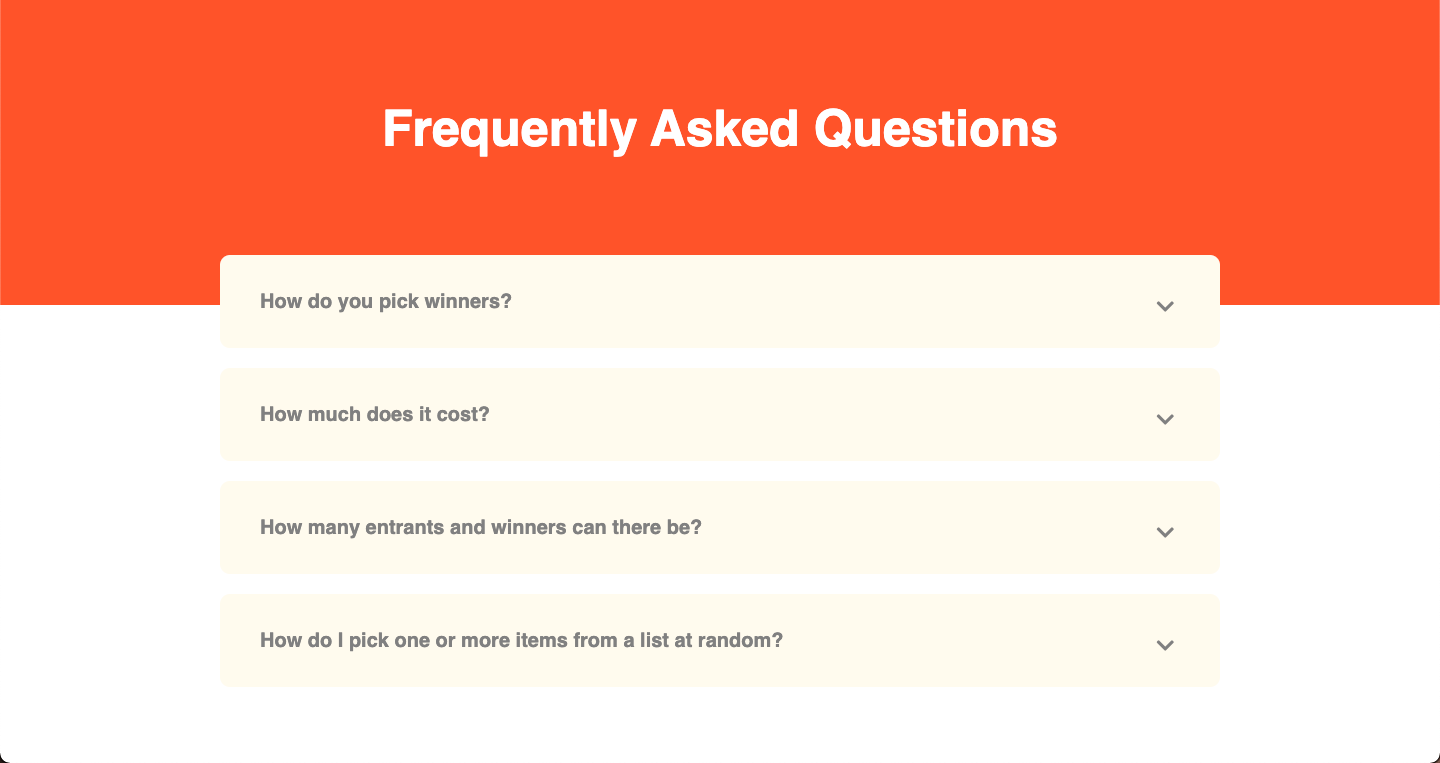 Frequently Asked Questions
How do you pick winners?
How much does it cost?
How many entrants and winners can there be?
How do I pick one or more items from a list at random?